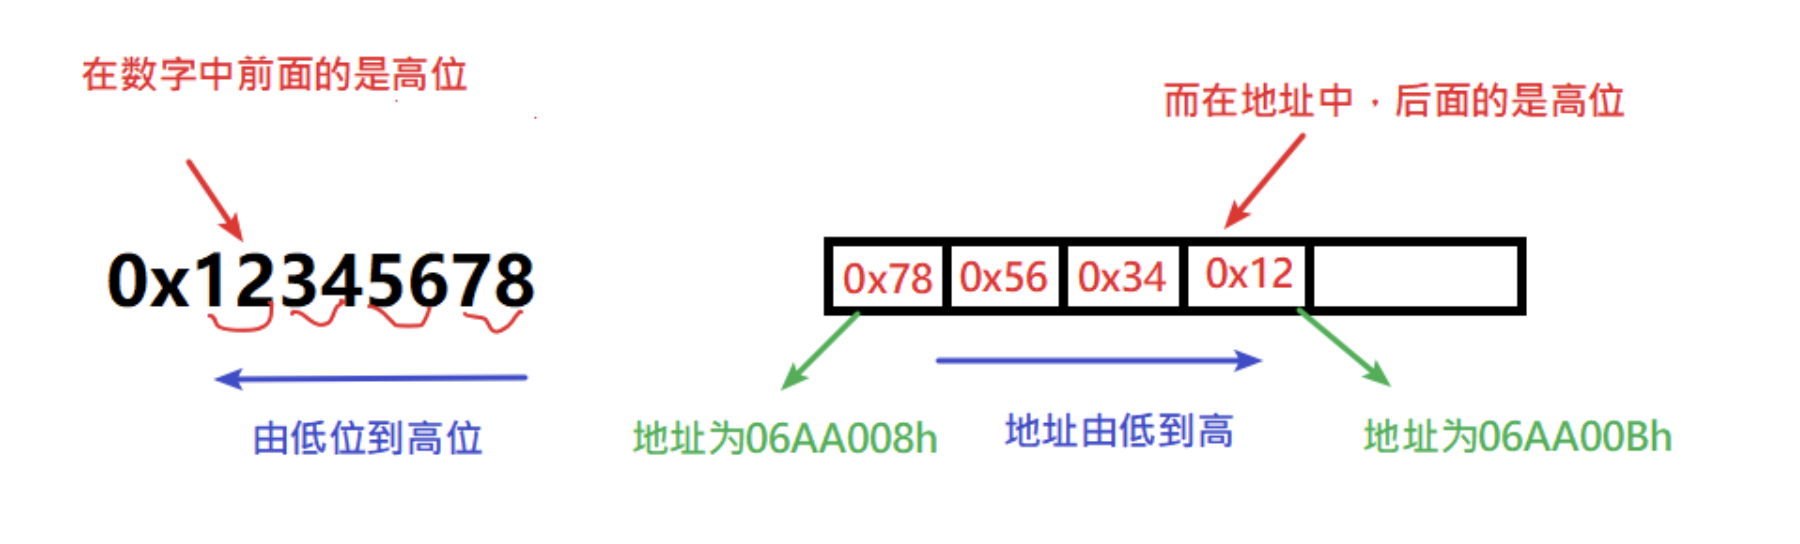 在数字中前面的是高位
而在地址中，后面的是高位
0x12345678
0x78 0x56 0x34 0x12
由低位到高位
地址为06AA008h
地址由低到高
地址为06AA00Bh